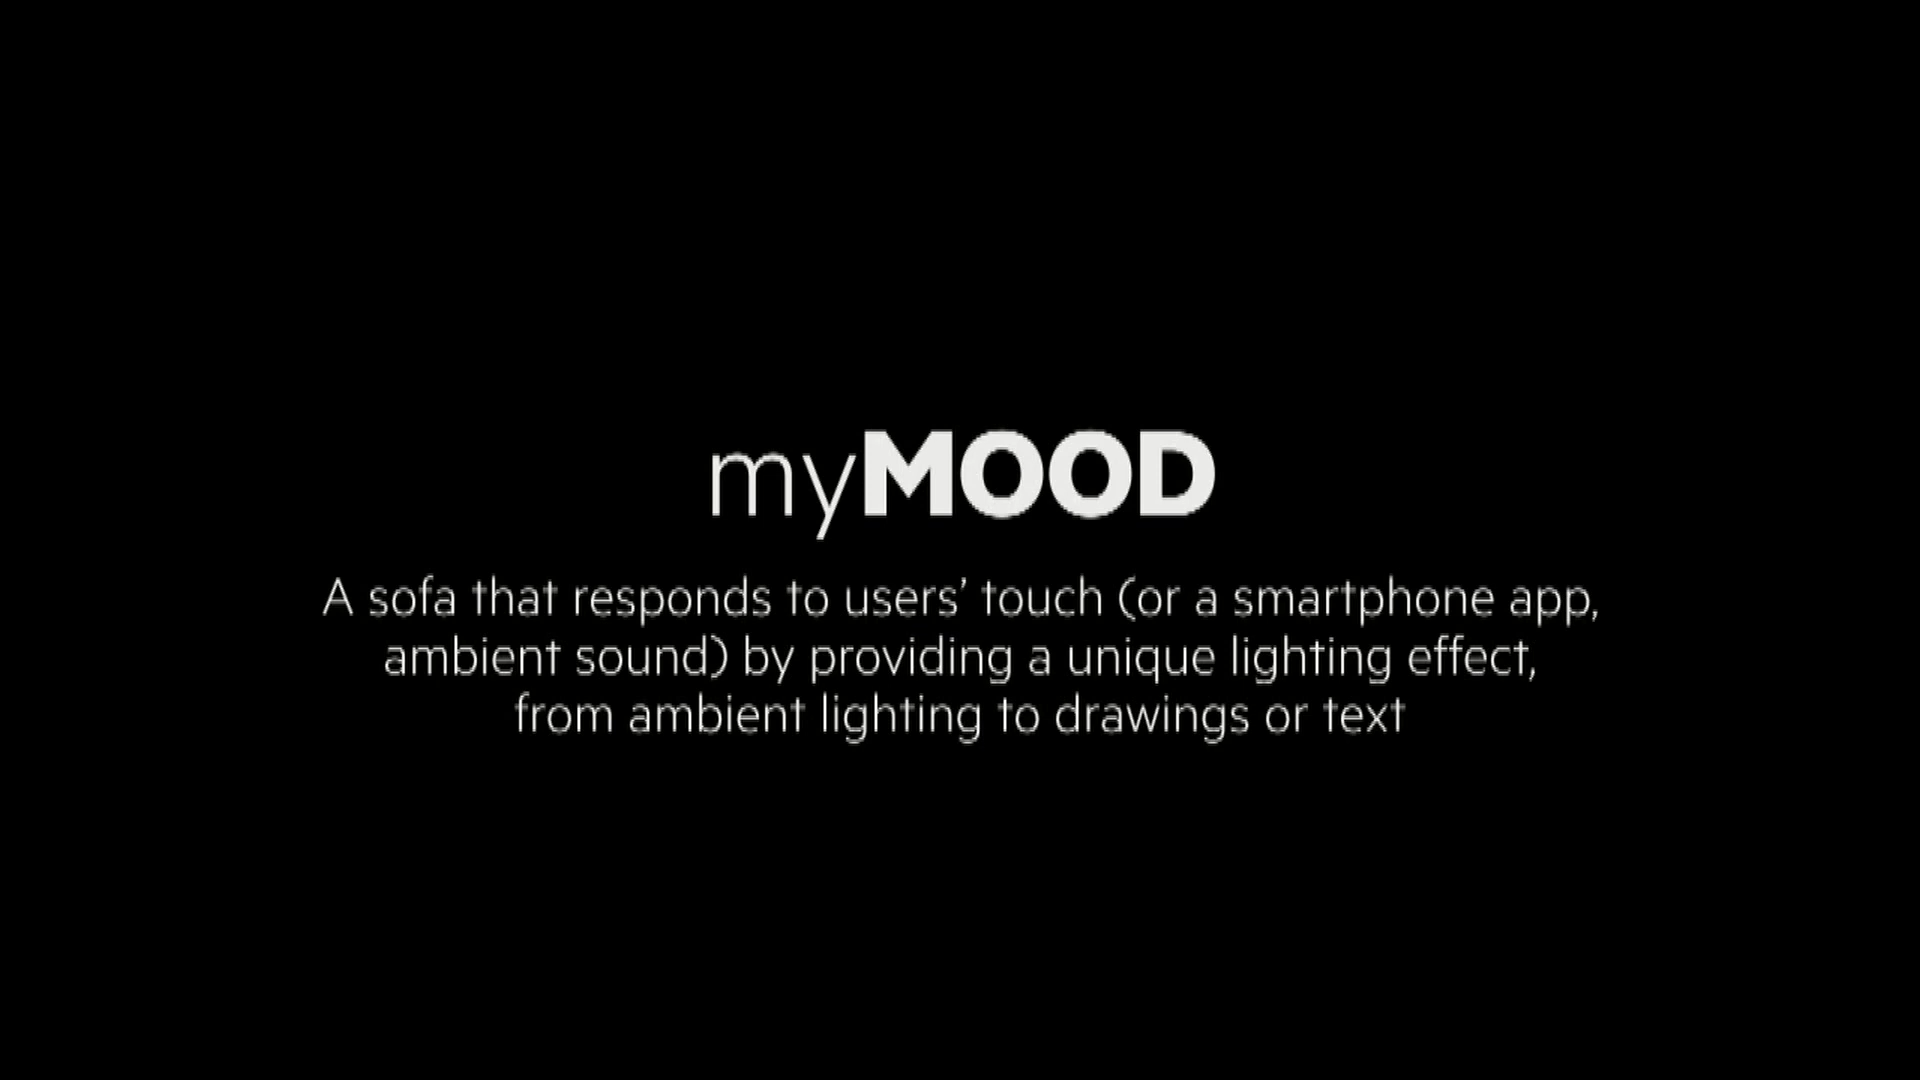 myMOOD
A sofa that responds to users’ touch (or a smartphone app,
ambient sound) by providing a unique lighting effect,
from ambient lighting to drawings or text